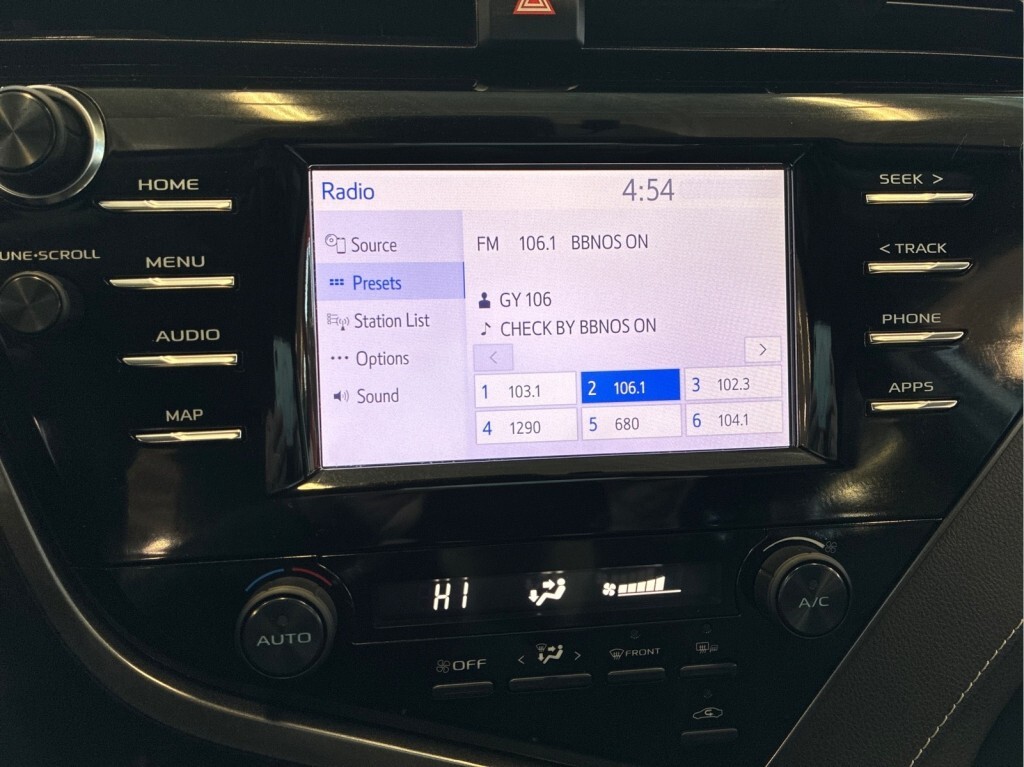 Radio 4:54
HOME
UNE•SCROLL
MENU
AUDIO
MAP
Source
Presets
Station List
Options
Sound
FM 106.1 BBNOS ON
GY 106
CHECK BY BBNOS ON
< >
1 103.1 2 106.1 3 102.3
4 1290 5 680 6 104.1
SEEK >
< TRACK
PHONE
APPS
HI
AUTO
A/C
OFF
< >
FRONT